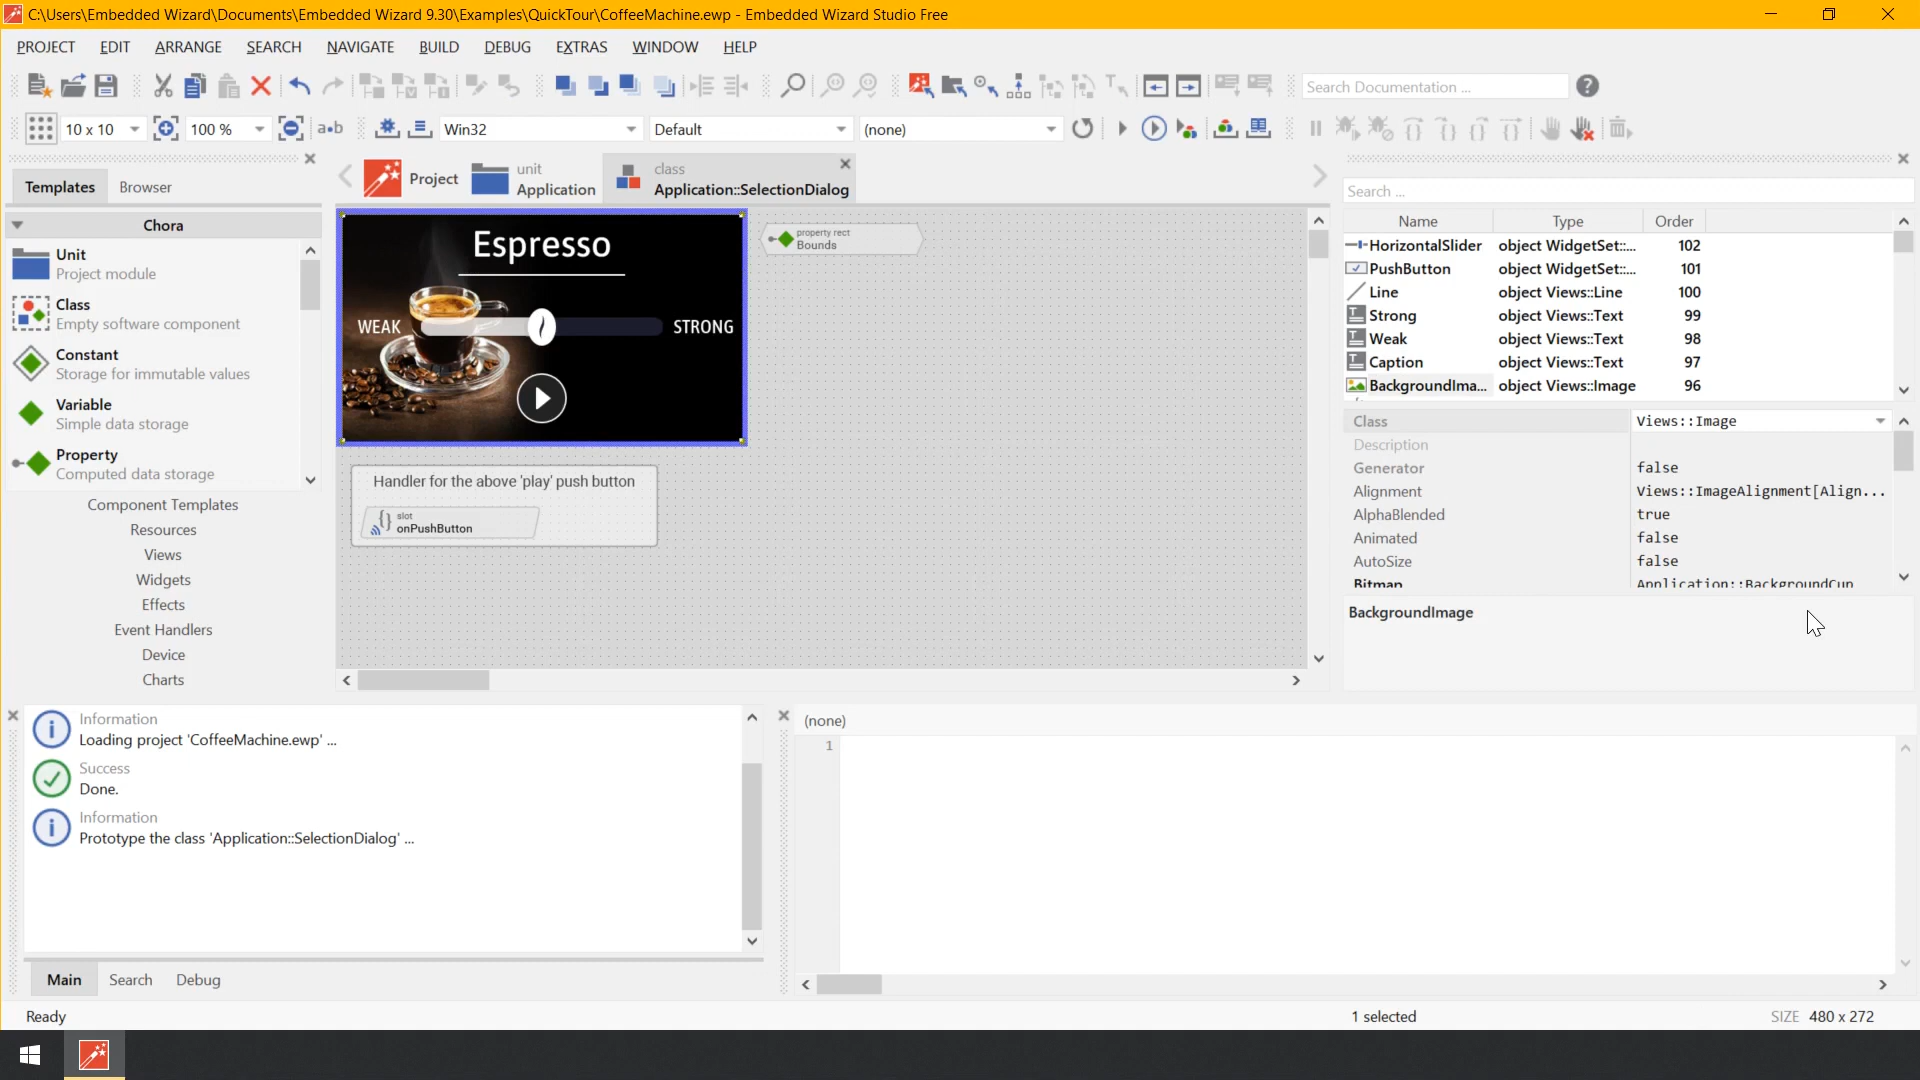 C:\Users\Embedded Wizard\Documents\Embedded Wizard 9.30\Examples\QuickTour\CoffeeMachine.ewp - Embedded Wizard Studio Free
PROJECT EDIT ARRANGE SEARCH NAVIGATE BUILD DEBUG EXTRAS WINDOW HELP
Search Documentation ...
10 x 10 100 % a•b Win32 Default (none)
Templates Browser
Project
unit
Application
class
Application::SelectionDialog
Search ...
Chora
Unit
Project module
Class
Empty software component
Constant
Storage for immutable values
Variable
Simple data storage
Property
Computed data storage
Component Templates
Resources
Views
Widgets
Effects
Event Handlers
Device
Charts
Espresso
WEAK STRONG
property rect
Bounds
Handler for the above 'play' push button
slot
onPushButton
Name Type Order
HorizontalSlider object WidgetSet::... 102
PushButton object WidgetSet::... 101
Line object Views::Line 100
Strong object Views::Text 99
Weak object Views::Text 98
Caption object Views::Text 97
BackgroundIma... object Views::Image 96
Class Views::Image
Description
Generator false
Alignment Views::ImageAlignment[Align...
AlphaBlended true
Animated false
AutoSize false
Bitmap Application::BackgroundCup
BackgroundImage
Information
Loading project 'CoffeeMachine.ewp' ...
Success
Done.
Information
Prototype the class 'Application::SelectionDialog' ...
(none)
1
Main Search Debug
Ready 1 selected SIZE 480 x 272